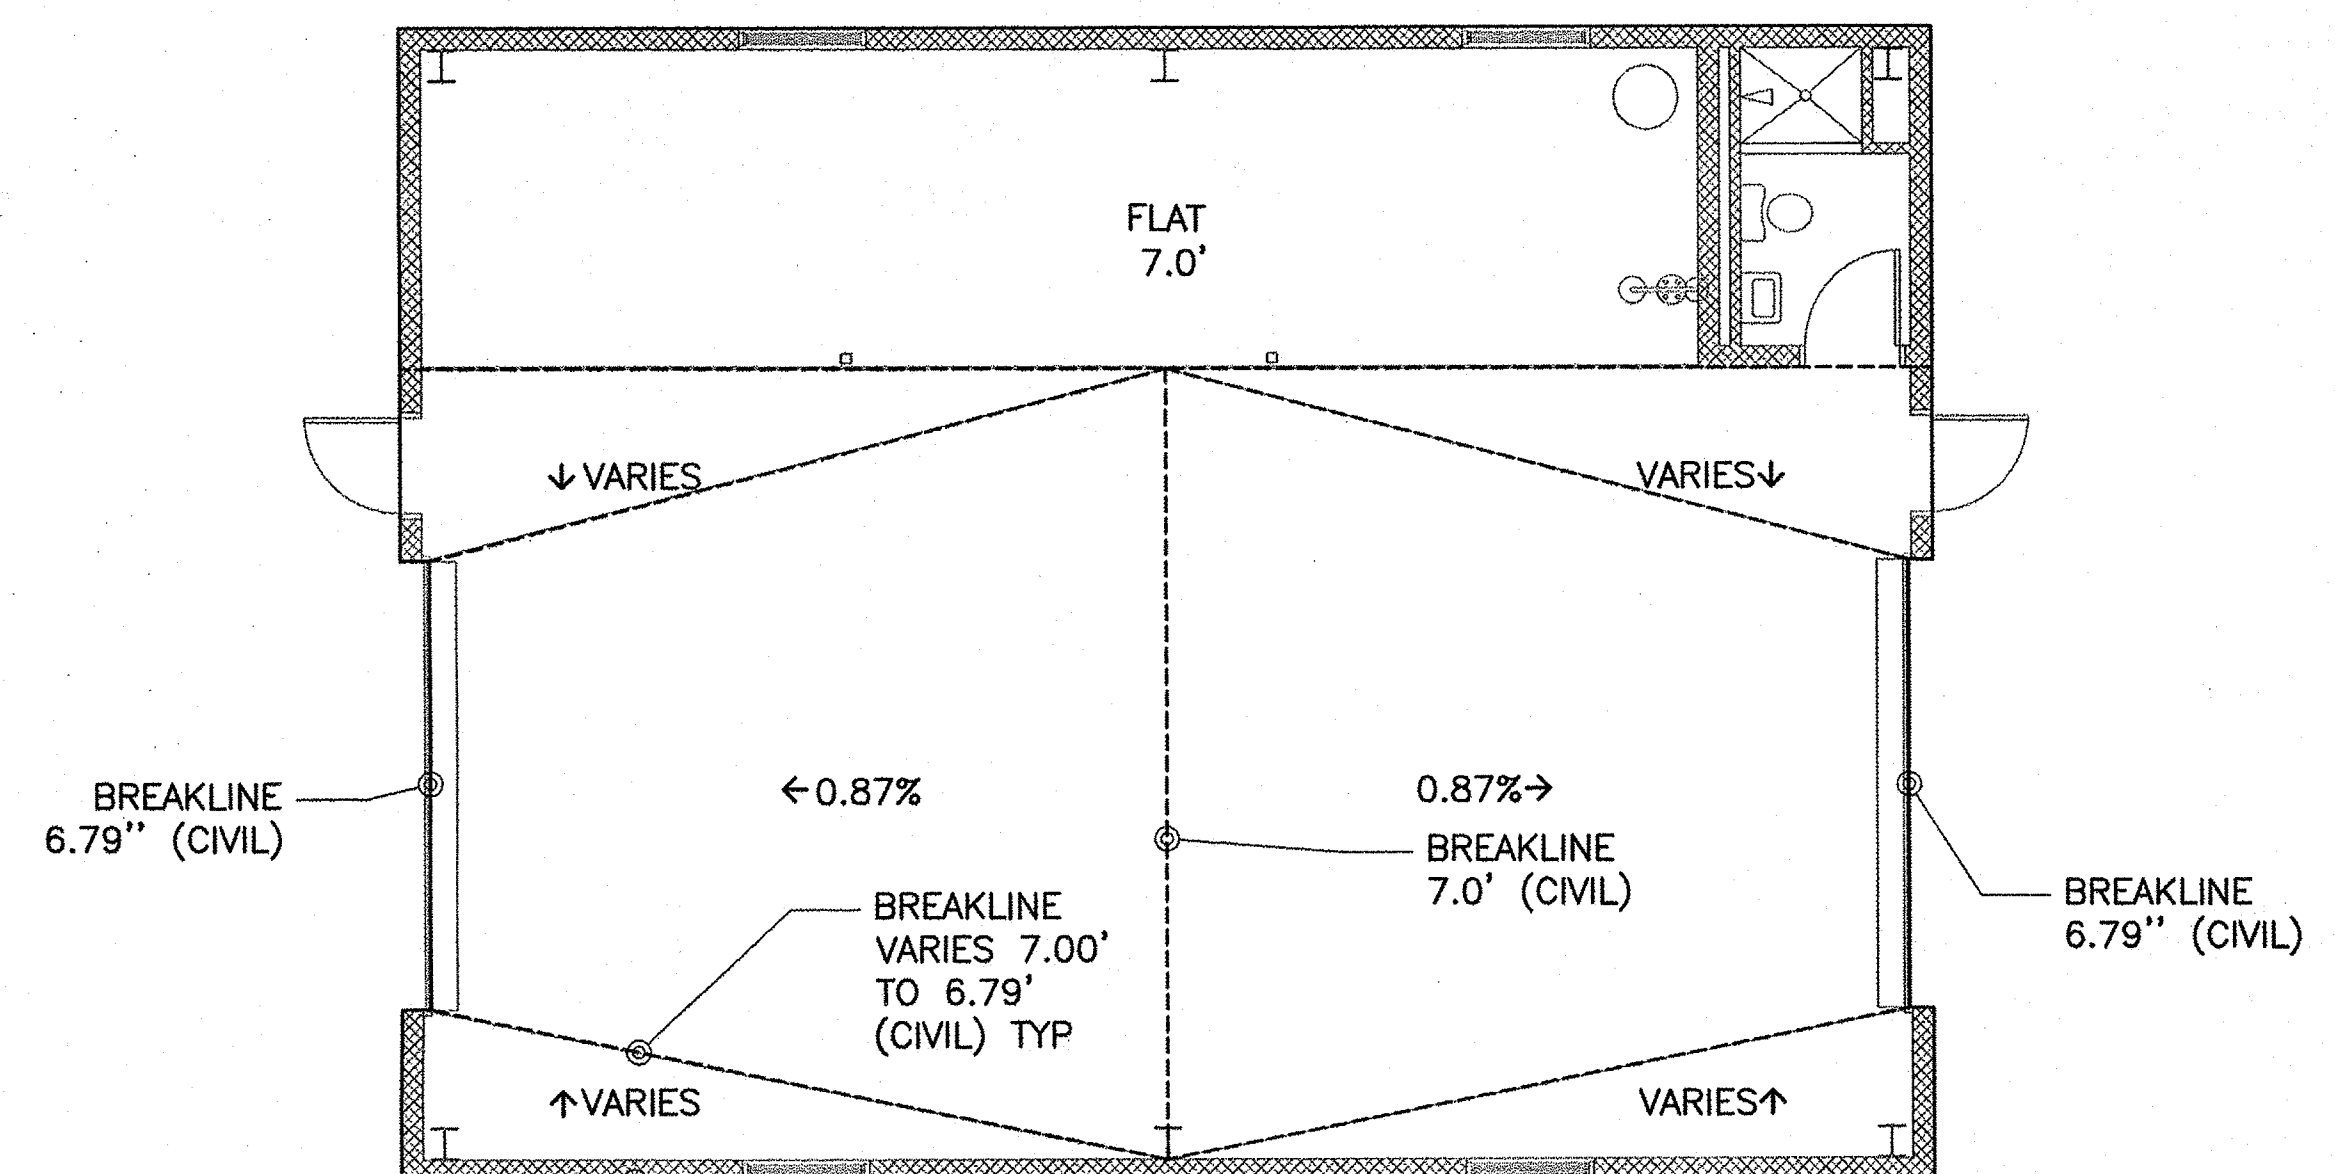 FLAT
7.0'
↓ VARIES
VARIES↓
←0.87%
0.87%→
BREAKLINE
6.79'' (CIVIL)
BREAKLINE
7.0' (CIVIL)
BREAKLINE
VARIES 7.00'
TO 6.79'
(CIVIL) TYP
BREAKLINE
6.79'' (CIVIL)
↑VARIES
VARIES↑